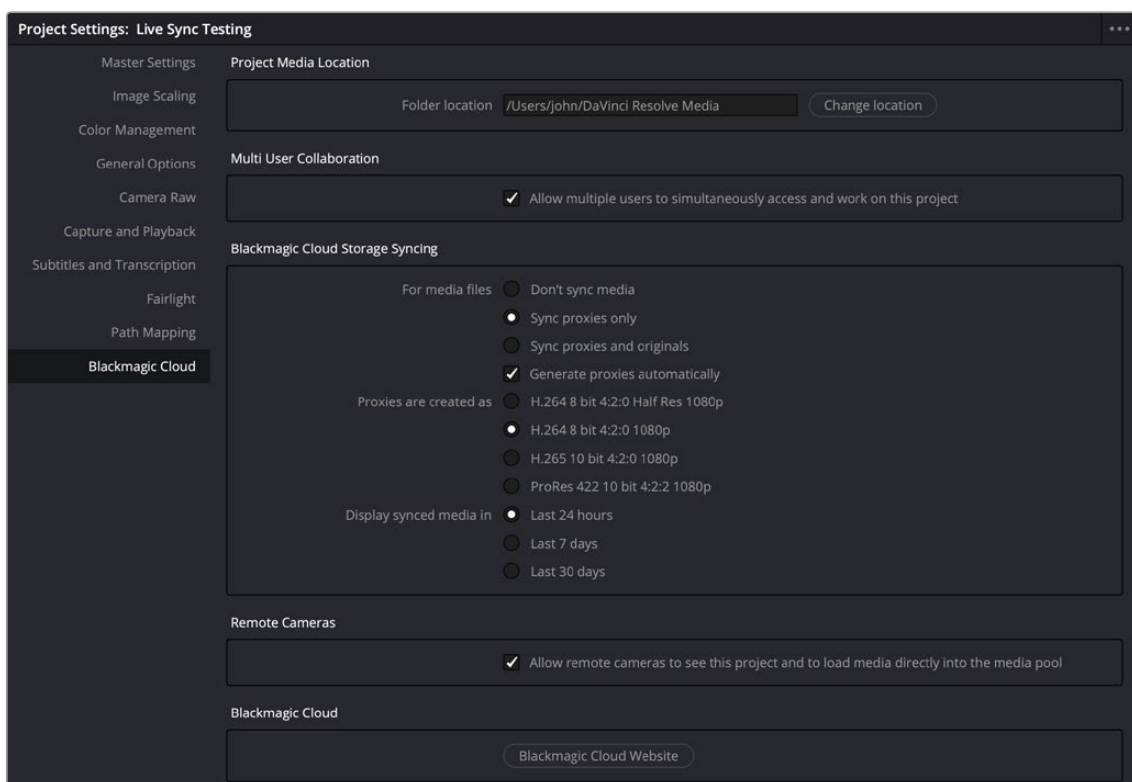 Project Settings: Live Sync Testing
Master Settings
Image Scaling
Color Management
General Options
Camera Raw
Capture and Playback
Subtitles and Transcription
Fairlight
Path Mapping
Blackmagic Cloud
Project Media Location
Folder location /Users/john/DaVinci Resolve Media Change location
Multi User Collaboration
Allow multiple users to simultaneously access and work on this project
Blackmagic Cloud Storage Syncing
For media files Don't sync media
Sync proxies only
Sync proxies and originals
Generate proxies automatically
Proxies are created as H.264 8 bit 4:2:0 Half Res 1080p
H.264 8 bit 4:2:0 1080p
H.265 10 bit 4:2:0 1080p
ProRes 422 10 bit 4:2:2 1080p
Display synced media in Last 24 hours
Last 7 days
Last 30 days
Remote Cameras
Allow remote cameras to see this project and to load media directly into the media pool
Blackmagic Cloud
Blackmagic Cloud Website